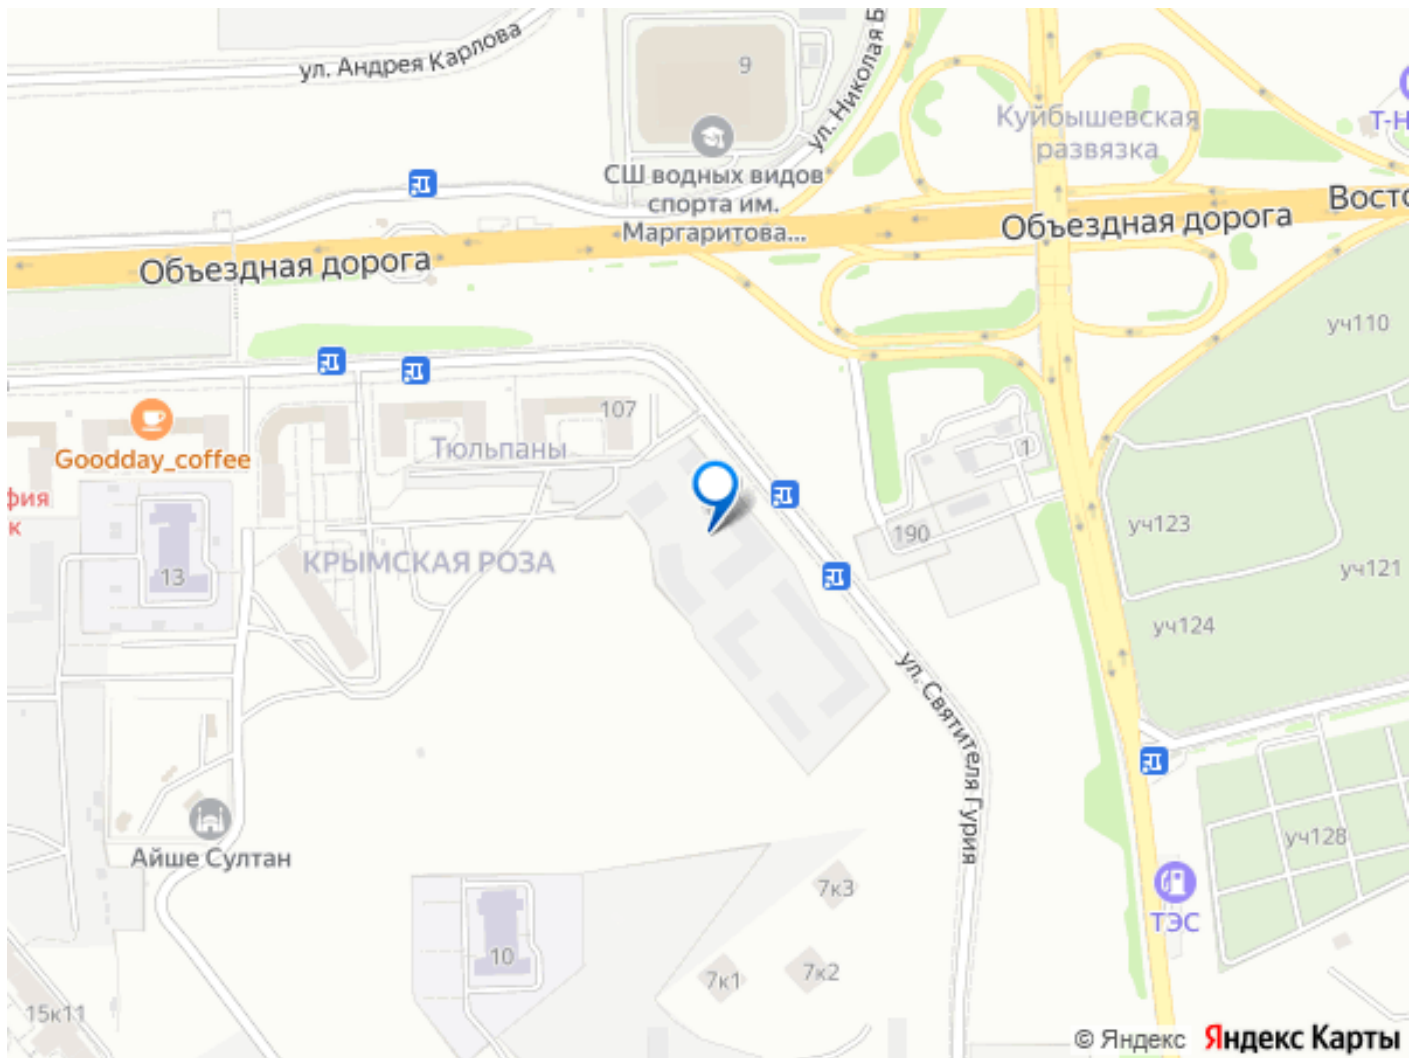 ул. Андрея Карлова
9
ул. Николая Б
Куйбышевская
развязка
Т-Н
СШ водных видов
спорта им.
Маргаритова...
Восто
Объездная дорога
Объездная дорога
уч110
107
Тюльпаны
Goodday_coffee
фия
к
1
190
уч123
КРЫМСКАЯ РОЗА
13
уч121
уч124
ул. Святителя Гурия
Айше Султан
уч128
7к3
ТЭС
10
7к1
7к2
15к11
© Яндекс Яндекс Карты